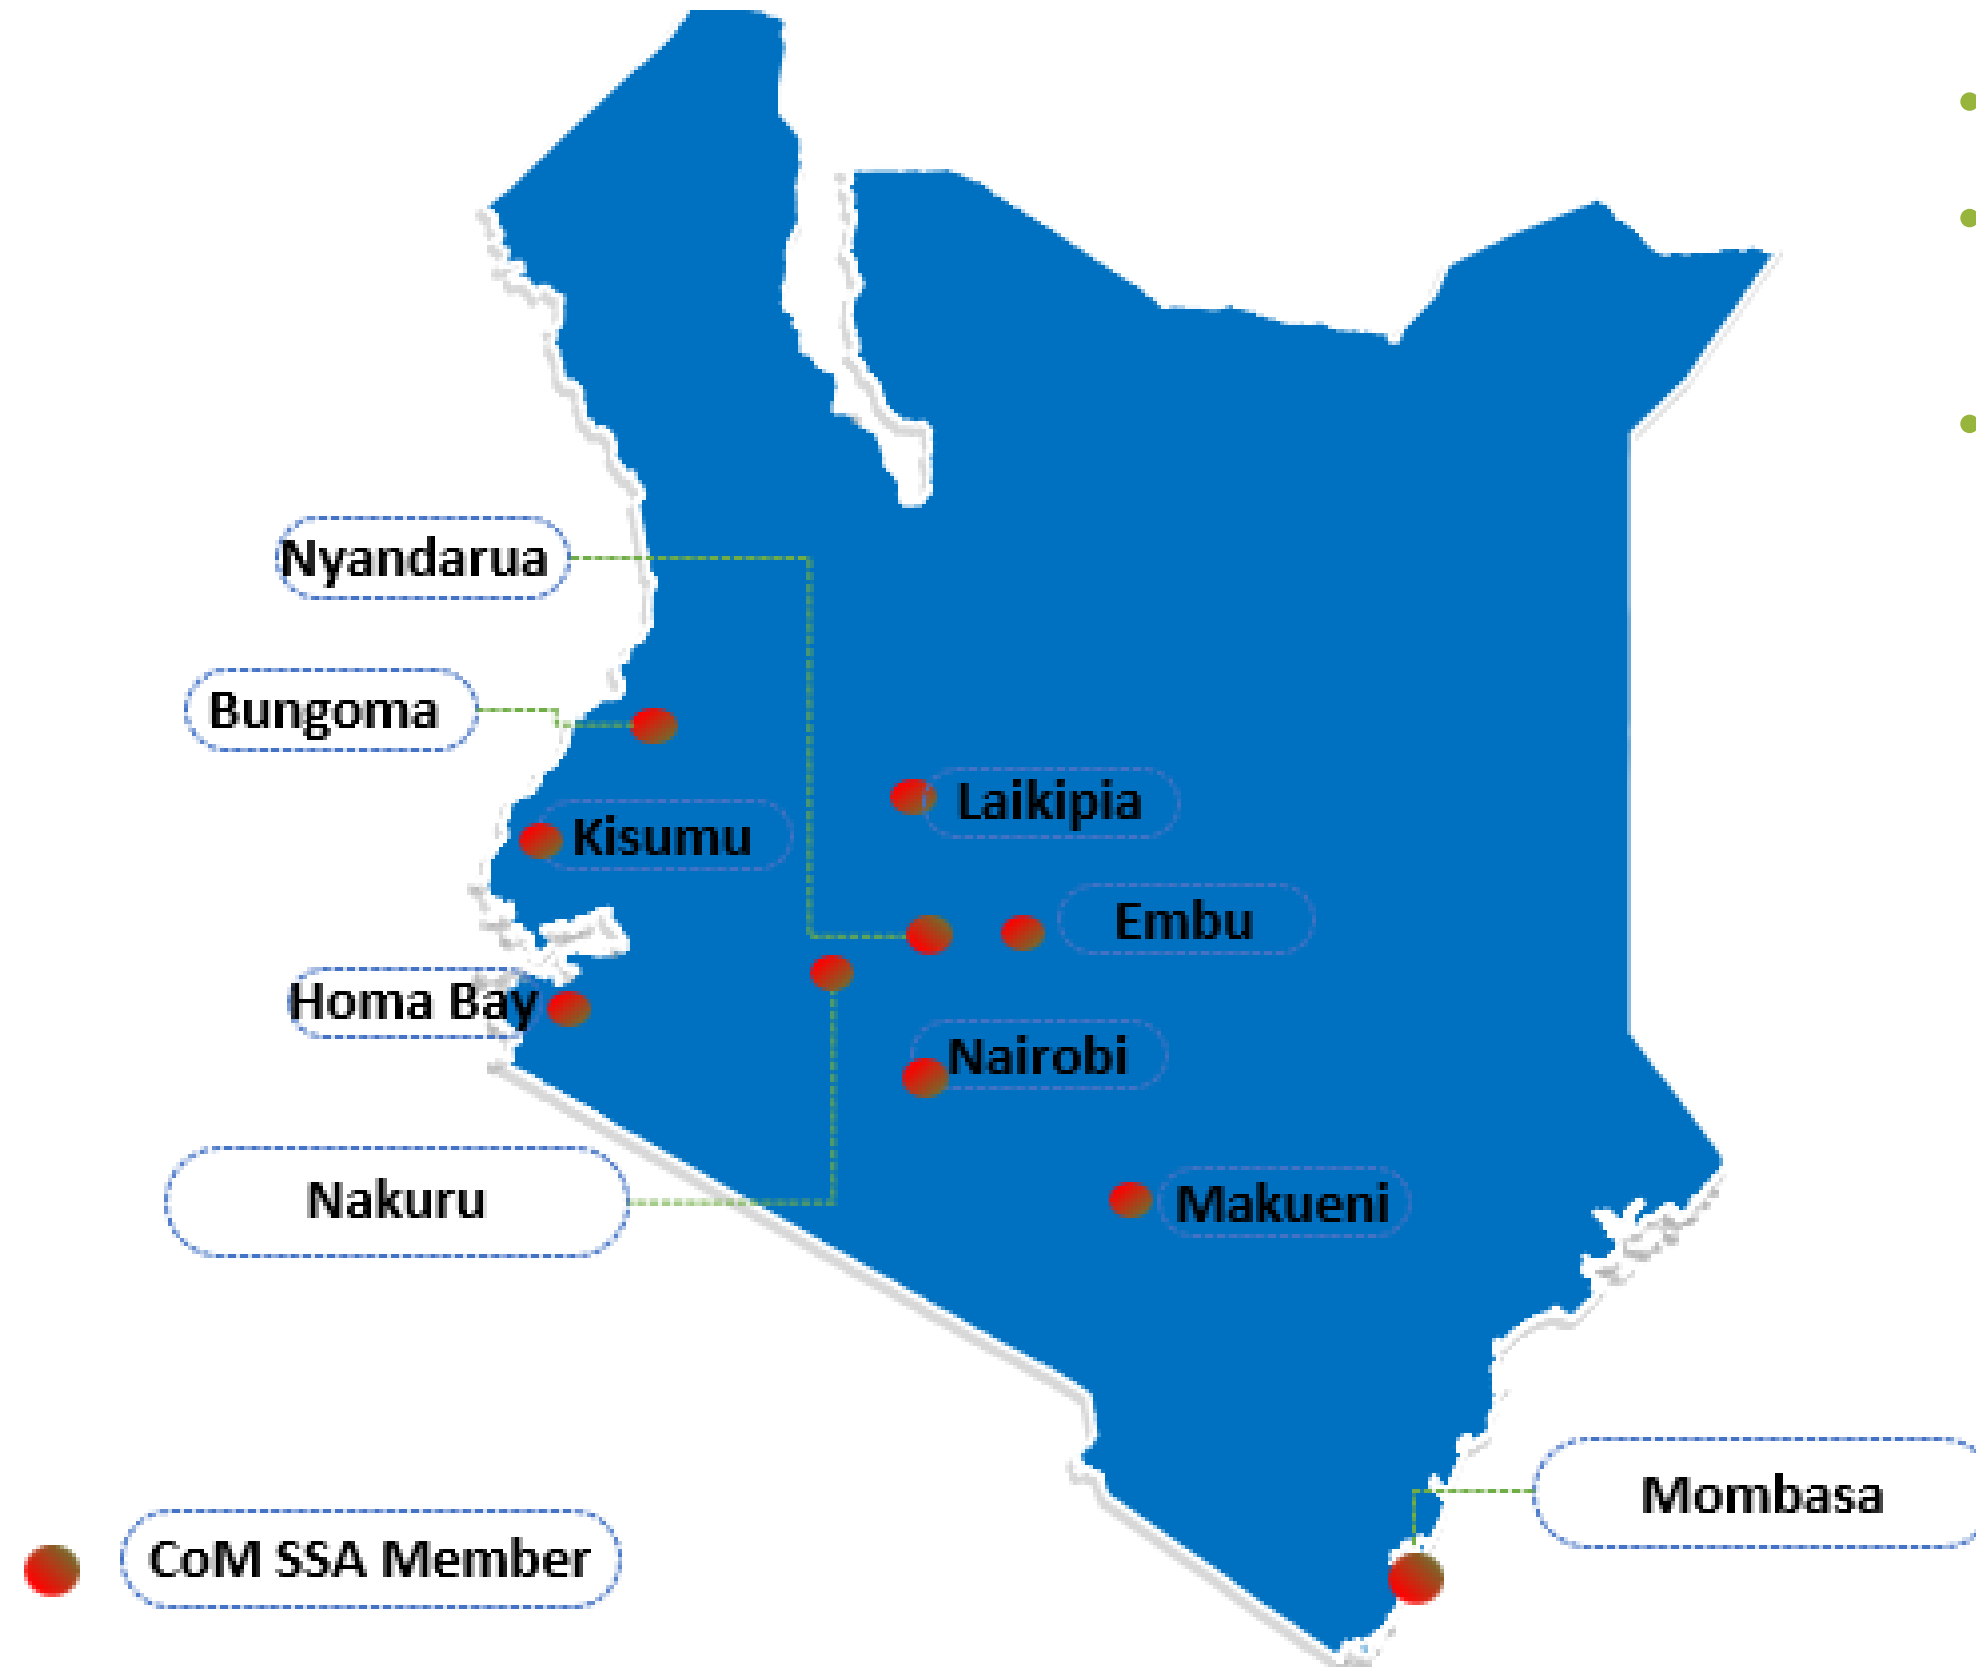 Nyandarua
Bungoma
Laikipia
Kisumu
Embu
Homa Bay
Nairobi
Nakuru
Makueni
Mombasa
CoM SSA Member